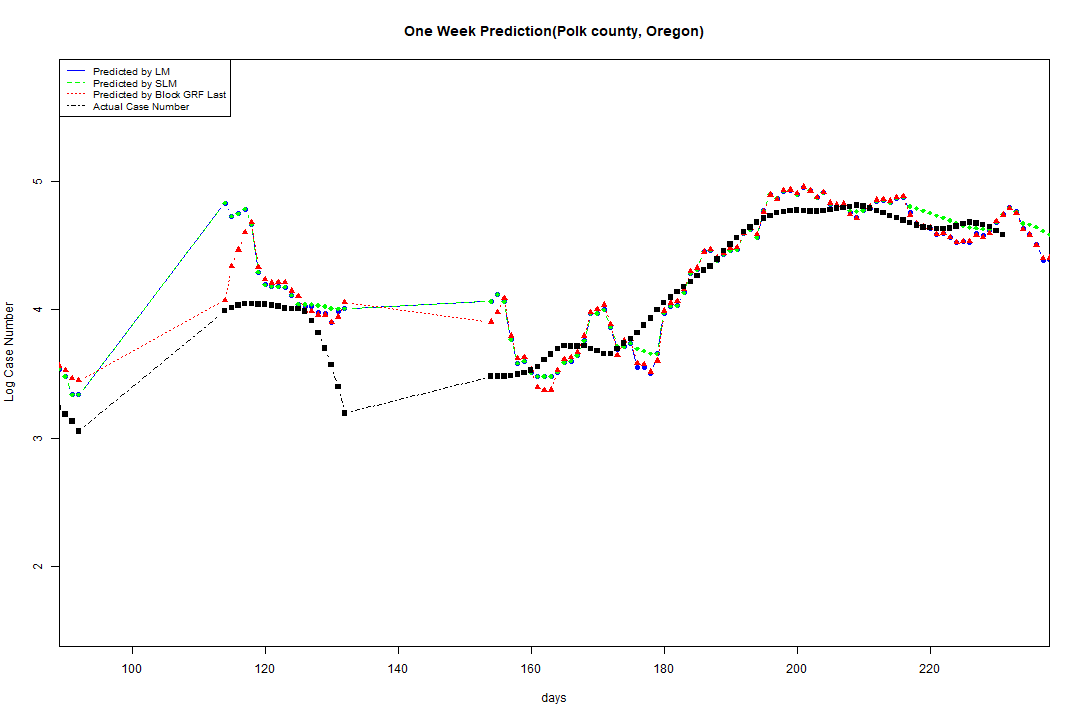 One Week Prediction(Polk county, Oregon)
Predicted by LM
Predicted by SLM
Predicted by Block GRF Last
Actual Case Number
5
4
3
2
Log Case Number
100 120 140 160 180 200 220
days